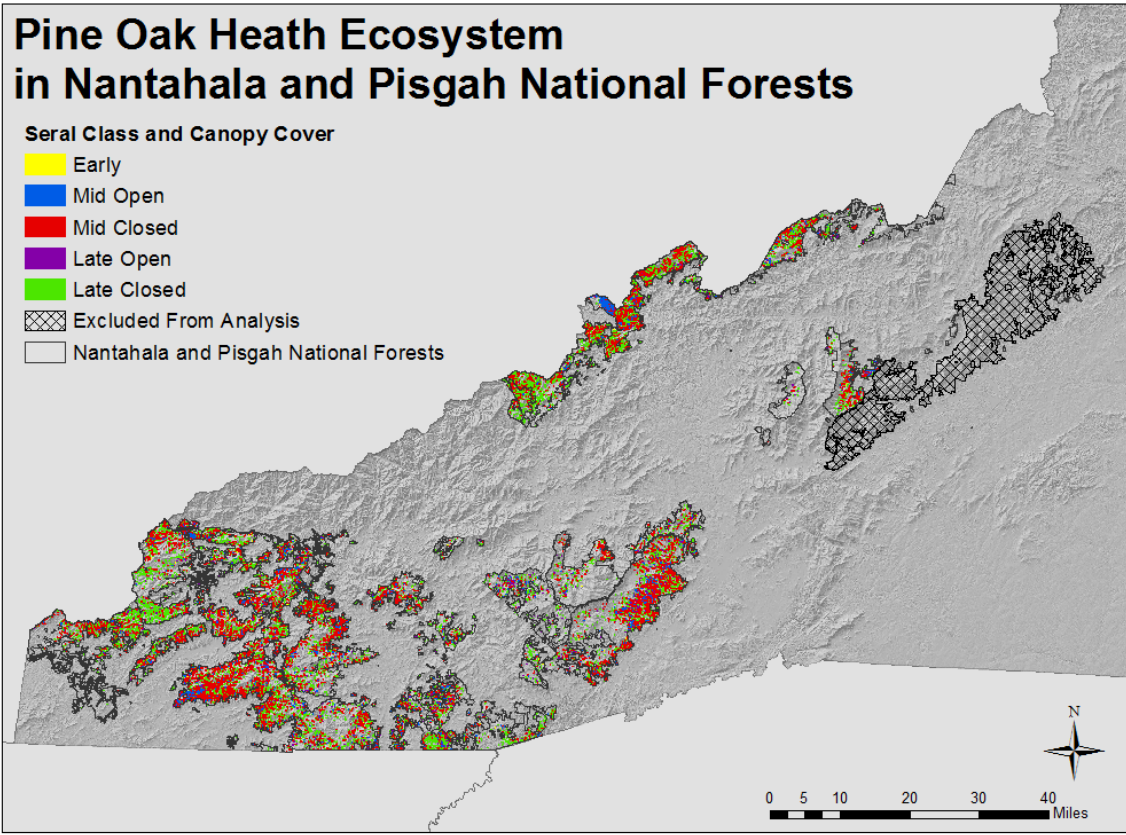 Pine Oak Heath Ecosystem
in Nantahala and Pisgah National Forests
Seral Class and Canopy Cover
Early
Mid Open
Mid Closed
Late Open
Late Closed
Excluded From Analysis
Nantahala and Pisgah National Forests
N
0 5 10 20 30 40
Miles